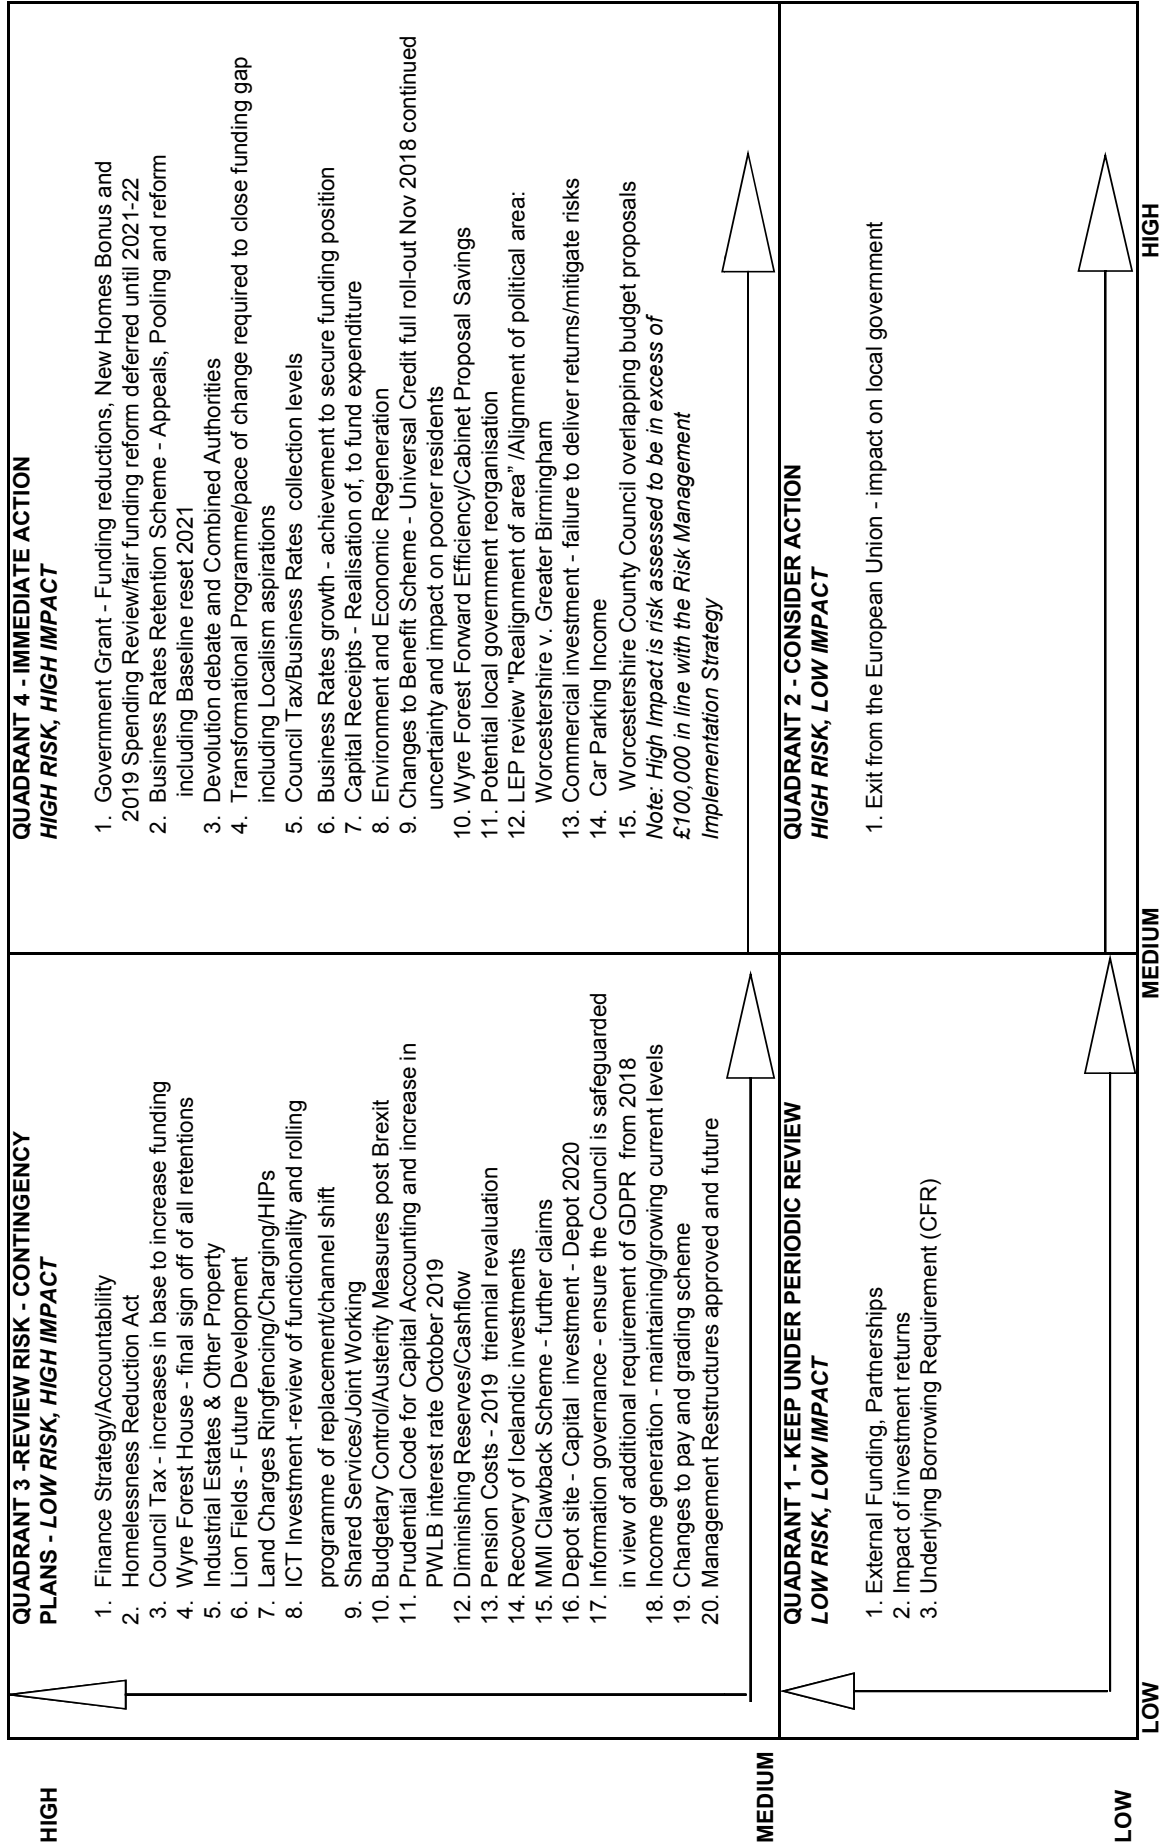 HIGH
QUADRANT 3 -REVIEW RISK - CONTINGENCY
PLANS - LOW RISK, HIGH IMPACT
1. Finance Strategy/Accountability
2. Homelessness Reduction Act
3. Council Tax - increases in base to increase funding
4. Wyre Forest House - final sign off of all retentions
5. Industrial Estates & Other Property
6. Lion Fields - Future Development
7. Land Charges Ringfencing/Charging/HIPs
8. ICT Investment -review of functionality and rolling
programme of replacement/channel shift
9. Shared Services/Joint Working
10. Budgetary Control/Austerity Measures post Brexit
11. Prudential Code for Capital Accounting and increase in
PWLB interest rate October 2019
12. Diminishing Reserves/Cashflow
13. Pension Costs - 2019 triennial revaluation
14. Recovery of Icelandic investments
15. MMI Clawback Scheme - further claims
16. Depot site - Capital investment - Depot 2020
17. Information governance - ensure the Council is safeguarded
in view of additional requirement of GDPR from 2018
18. Income generation - maintaining/growing current levels
19. Changes to pay and grading scheme
20. Management Restructures approved and future
QUADRANT 4 - IMMEDIATE ACTION
HIGH RISK, HIGH IMPACT
1. Government Grant - Funding reductions, New Homes Bonus and
2019 Spending Review/fair funding reform deferred until 2021-22
2. Business Rates Retention Scheme - Appeals, Pooling and reform
including Baseline reset 2021
3. Devolution debate and Combined Authorities
4. Transformational Programme/pace of change required to close funding gap
including Localism aspirations
5. Council Tax/Business Rates collection levels
6. Business Rates growth - achievement to secure funding position
7. Capital Receipts - Realisation of, to fund expenditure
8. Environment and Economic Regeneration
9. Changes to Benefit Scheme - Universal Credit full roll-out Nov 2018 continued
uncertainty and impact on poorer residents
10. Wyre Forest Forward Efficiency/Cabinet Proposal Savings
11. Potential local government reorganisation
12. LEP review "Realignment of area” /Alignment of political area:
Worcestershire v. Greater Birmingham
13. Commercial investment - failure to deliver returns/mitigate risks
14. Car Parking Income
15. Worcestershire County Council overlapping budget proposals
Note: High Impact is risk assessed to be in excess of
£100,000 in line with the Risk Management
Implementation Strategy
MEDIUM
QUADRANT 1 - KEEP UNDER PERIODIC REVIEW
LOW RISK, LOW IMPACT
1. External Funding, Partnerships
2. Impact of investment returns
3. Underlying Borrowing Requirement (CFR)
QUADRANT 2 - CONSIDER ACTION
HIGH RISK, LOW IMPACT
1. Exit from the European Union - impact on local government
LOW
LOW
MEDIUM
HIGH